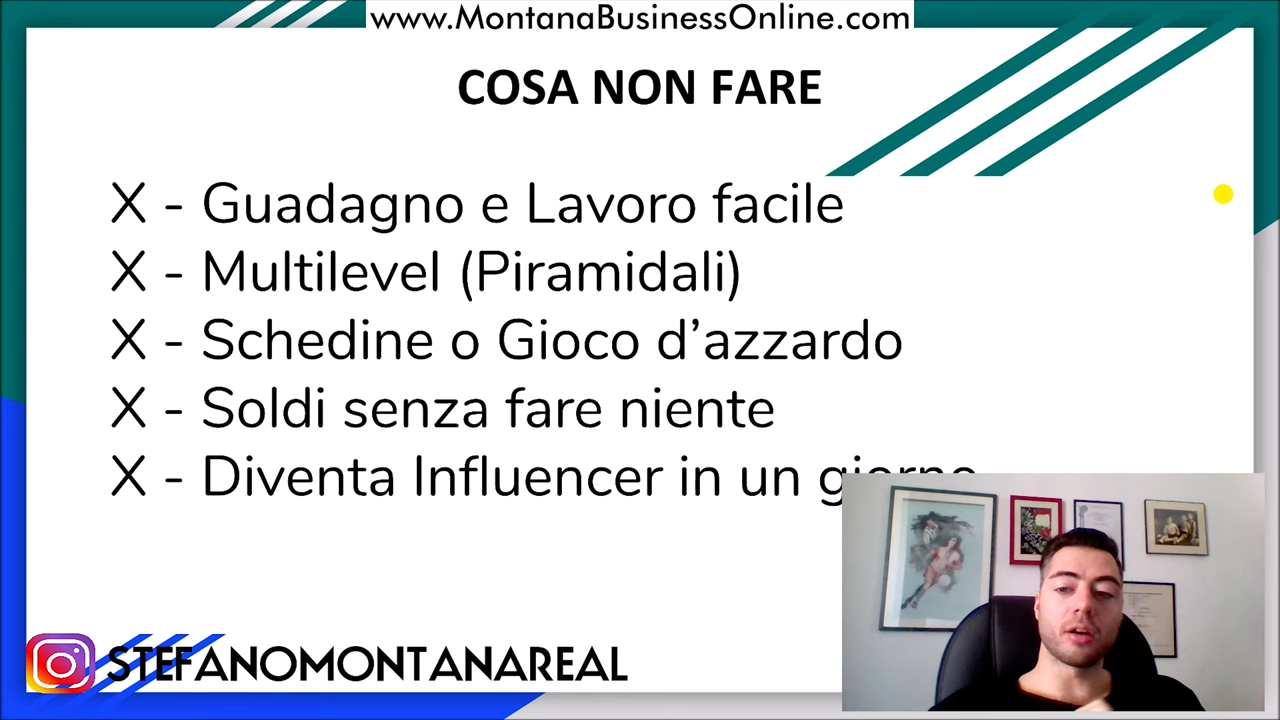 www.MontanaBusinessOnline.com
COSA NON FARE
X - Guadagno e Lavoro facile
X - Multilevel (Piramidali)
X - Schedine o Gioco d’azzardo
X - Soldi senza fare niente
X - Diventa Influencer in un giorno
STEFANOMONTANAREAL